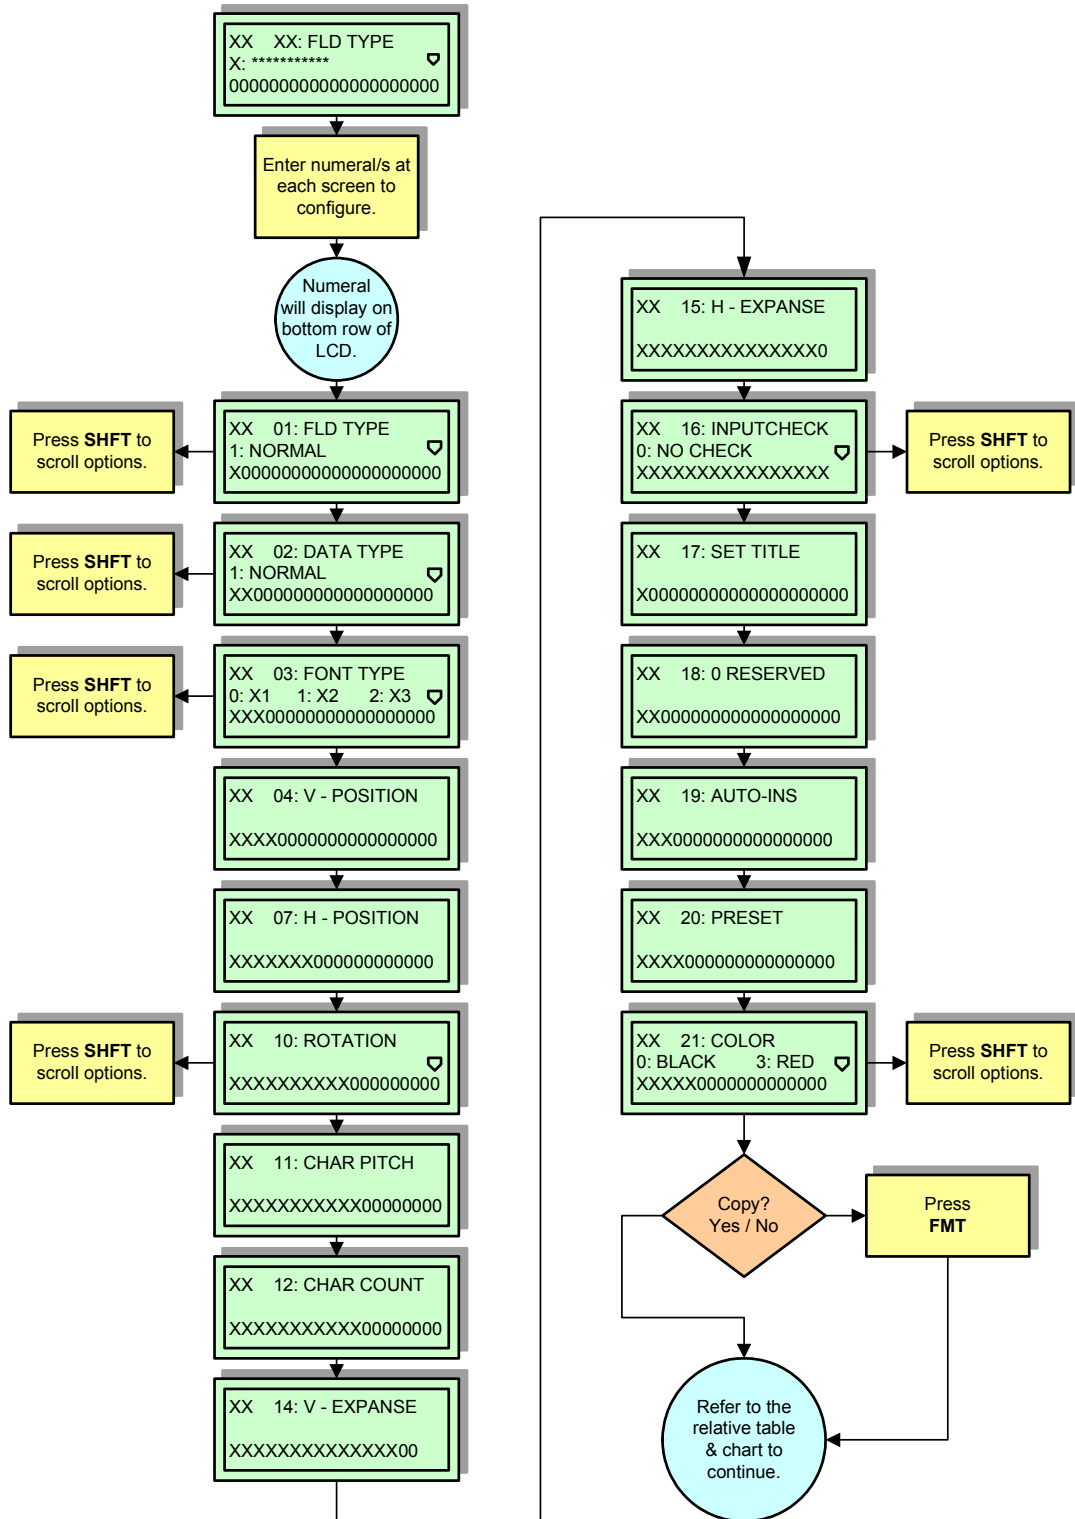 XX XX: FLD TYPE
X: ***********
000000000000000000000
Enter numeral/s at
each screen to
configure.
Numeral
will display on
bottom row of
LCD.
Press SHFT to
scroll options.
XX 01: FLD TYPE
1: NORMAL
X00000000000000000000
Press SHFT to
scroll options.
XX 02: DATA TYPE
1: NORMAL
XX000000000000000000
Press SHFT to
scroll options.
XX 03: FONT TYPE
0: X1 1: X2 2: X3
XXX00000000000000000
XX 04: V - POSITION
XXXX0000000000000000
XX 07: H - POSITION
XXXXXXX000000000000
Press SHFT to
scroll options.
XX 10: ROTATION
XXXXXXXXXX000000000
XX 11: CHAR PITCH
XXXXXXXXXXX00000000
XX 12: CHAR COUNT
XXXXXXXXXXX00000000
XX 14: V - EXPANSE
XXXXXXXXXXXXXX00
XX 15: H - EXPANSE
XXXXXXXXXXXXXXX0
XX 16: INPUTCHECK
0: NO CHECK
XXXXXXXXXXXXXXXX
Press SHFT to
scroll options.
XX 17: SET TITLE
X00000000000000000000
XX 18: 0 RESERVED
XX000000000000000000
XX 19: AUTO-INS
XXX0000000000000000
XX 20: PRESET
XXXX000000000000000
XX 21: COLOR
0: BLACK 3: RED
XXXXX0000000000000
Press SHFT to
scroll options.
Copy?
Yes / No
Press
FMT
Refer to the
relative table
& chart to
continue.